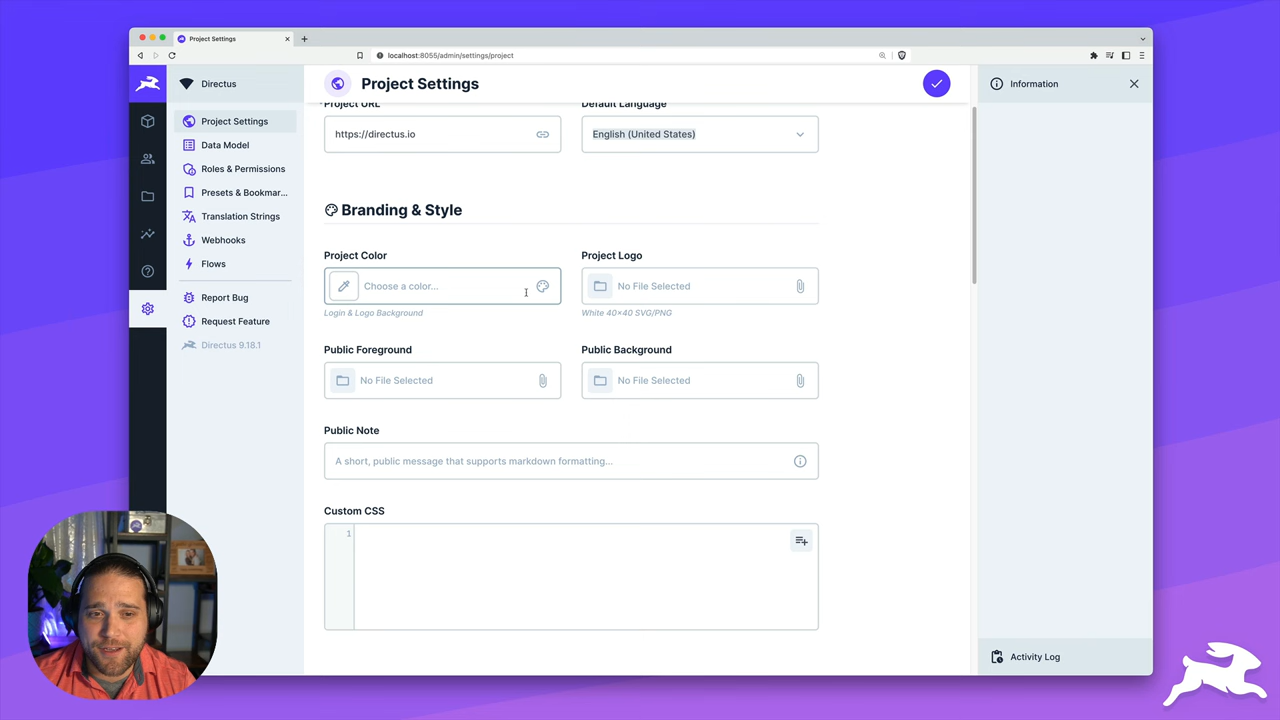 Project Settings
localhost:8055/admin/settings/project
Directus
Project Settings
Information
Project URL
Default Language
Project Settings
https://directus.io
English (United States)
Data Model
Roles & Permissions
Presets & Bookmar...
Branding & Style
Translation Strings
Webhooks
Project Color
Project Logo
Flows
Choose a color...
No File Selected
Report Bug
Login & Logo Background
White 40×40 SVG/PNG
Request Feature
Directus 9.18.1
Public Foreground
Public Background
No File Selected
No File Selected
Public Note
A short, public message that supports markdown formatting...
Custom CSS
1
Activity Log